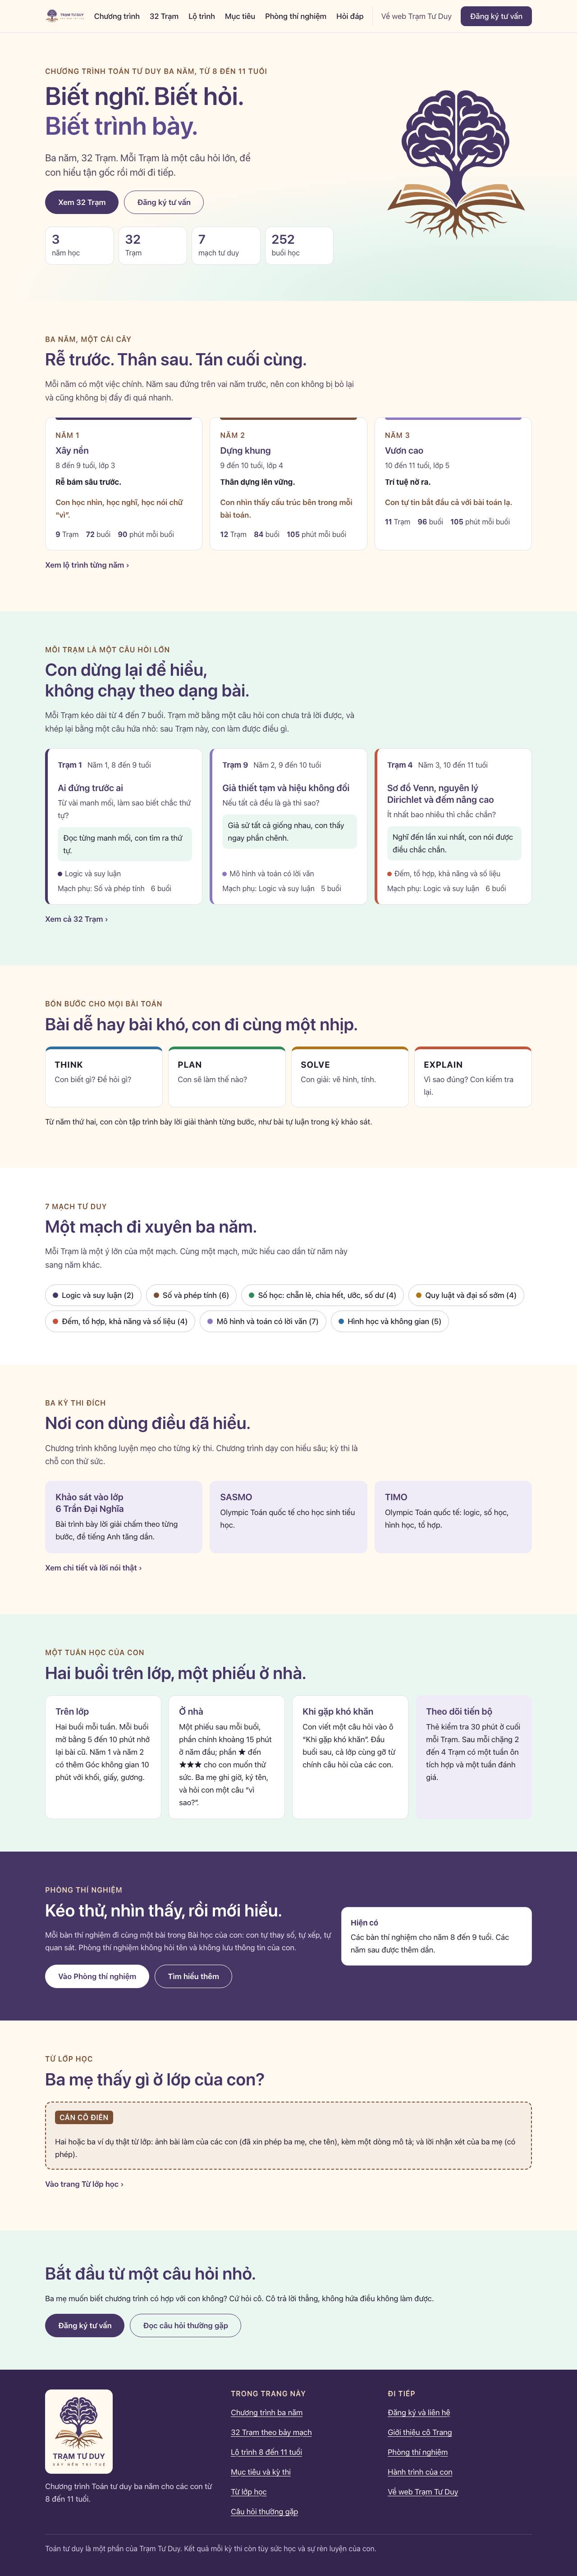 TRẠM TƯ DUY
Chương trình
32 Trạm
Lộ trình
Mục tiêu
Phòng thí nghiệm
Hỏi đáp
Về web Trạm Tư Duy
Đăng ký tư vấn
CHƯƠNG TRÌNH TOÁN TƯ DUY BA NĂM, TỪ 8 ĐẾN 11 TUỔI
Biết nghĩ. Biết hỏi.
Biết trình bày.
Ba năm, 32 Trạm. Mỗi Trạm là một câu hỏi lớn, để
con hiểu tận gốc rồi mới đi tiếp.
Xem 32 Trạm
Đăng ký tư vấn
3
năm học
32
Trạm
7
mạch tư duy
252
buổi học
BA NĂM, MỘT CÁI CÂY
Rễ trước. Thân sau. Tán cuối cùng.
Mỗi năm có một việc chính. Năm sau đứng trên vai năm trước, nên con không bị bỏ lại
và cũng không bị đẩy đi quá nhanh.
NĂM 1
Xây nền
8 đến 9 tuổi, lớp 3
Rễ bám sâu trước.
Con học nhìn, học nghĩ, học nói chữ
“vì”.
9 Trạm 72 buổi 90 phút mỗi buổi
NĂM 2
Dựng khung
9 đến 10 tuổi, lớp 4
Thân dựng lên vững.
Con nhìn thấy cấu trúc bên trong mỗi
bài toán.
12 Trạm 84 buổi 105 phút mỗi buổi
NĂM 3
Vươn cao
10 đến 11 tuổi, lớp 5
Trí tuệ nở ra.
Con tự tin bắt đầu cả với bài toán lạ.
11 Trạm 96 buổi 105 phút mỗi buổi
Xem lộ trình từng năm ›
MỖI TRẠM LÀ MỘT CÂU HỎI LỚN
Con dừng lại để hiểu,
không chạy theo dạng bài.
Mỗi Trạm kéo dài từ 4 đến 7 buổi. Trạm mở bằng một câu hỏi con chưa trả lời được, và
khép lại bằng một câu hứa nhỏ: sau Trạm này, con làm được điều gì.
Trạm 1 Năm 1, 8 đến 9 tuổi
Ai đứng trước ai
Từ vài manh mối, làm sao biết chắc thứ
tự?
Đọc từng manh mối, con tìm ra thứ
tự.
Logic và suy luận
Mạch phụ: Số và phép tính 6 buổi
Trạm 9 Năm 2, 9 đến 10 tuổi
Giả thiết tạm và hiệu không đổi
Nếu tất cả đều là gà thì sao?
Giả sử tất cả giống nhau, con thấy
ngay phần chênh.
Mô hình và toán có lời văn
Mạch phụ: Logic và suy luận 5 buổi
Trạm 4 Năm 3, 10 đến 11 tuổi
Sơ đồ Venn, nguyên lý
Dirichlet và đếm nâng cao
Ít nhất bao nhiêu thì chắc chắn?
Nghĩ đến lần xui nhất, con nói được
điều chắc chắn.
Đếm, tổ hợp, khả năng và số liệu
Mạch phụ: Logic và suy luận 6 buổi
Xem cả 32 Trạm ›
BỐN BƯỚC CHO MỌI BÀI TOÁN
Bài dễ hay bài khó, con đi cùng một nhịp.
THINK
Con biết gì? Đề hỏi gì?
PLAN
Con sẽ làm thế nào?
SOLVE
Con giải: vẽ hình, tính.
EXPLAIN
Vì sao đúng? Con kiểm tra
lại.
Từ năm thứ hai, con còn tập trình bày lời giải thành từng bước, như bài tự luận trong kỳ khảo sát.
7 MẠCH TƯ DUY
Một mạch đi xuyên ba năm.
Mỗi Trạm là một lớp của một mạch. Cùng một mạch, mức hiểu cao dần từ năm này
sang năm khác.
Logic và suy luận (2)
Số và phép tính (6)
Số học: chẵn lẻ, chia hết, ước, số dư (4)
Quy luật và đại số sớm (4)
Đếm, tổ hợp, khả năng và số liệu (4)
Mô hình và toán có lời văn (7)
Hình học và không gian (5)
BA KỲ THI ĐÍCH
Nơi con dùng điều đã hiểu.
Chương trình không luyện mẹo cho từng kỳ thi. Chương trình dạy con hiểu sâu; kỳ thi là
chỗ con thử sức.
Khảo sát vào lớp
6 Trần Đại Nghĩa
Bài trình bày lời giải chấm theo từng
bước, đề tiếng Anh tăng dần.
SASMO
Olympic Toán quốc tế cho học sinh tiểu
học.
TIMO
Olympic Toán quốc tế: logic, số học,
hình học, tổ hợp.
Xem chi tiết và lời nói thật ›
MỘT TUẦN HỌC CỦA CON
Hai buổi trên lớp, một phiếu ở nhà.
Trên lớp
Hai buổi mỗi tuần. Mỗi buổi
mở bằng 5 đến 10 phút nhớ
lại bài cũ. Năm 1 và năm 2
có thêm Góc không gian 10
phút với khối, giấy, gương.
Ở nhà
Một phiếu sau mỗi buổi,
phần chính khoảng 15 phút
ở năm đầu; phần ★ đến
★★★ cho con muốn thử
sức. Ba mẹ ghi giờ, ký tên,
và hỏi con một câu “vì
sao?”.
Khi gặp khó khăn
Con viết một câu hỏi vào ô
“Khi gặp khó khăn”. Đầu
buổi sau, cả lớp cùng gỡ từ
chính câu hỏi của các con.
Theo dõi tiến bộ
Thẻ kiểm tra 30 phút ở cuối
mỗi Trạm. Sau mỗi chặng 2
đến 4 Trạm có một tuần ôn
tích hợp và một tuần đánh
giá.
PHÒNG THÍ NGHIỆM
Kéo thử, nhìn thấy, rồi mới hiểu.
Mỗi bàn thí nghiệm đi cùng một bài trong Bài học của con: con tự thay số, tự xếp, tự
quan sát. Phòng thí nghiệm không hỏi tên và không lưu thông tin của con.
Vào Phòng thí nghiệm
Tìm hiểu thêm
Hiện có
Các bàn thí nghiệm cho năm 8 đến 9 tuổi. Các
năm sau được thêm dần.
TỪ LỚP HỌC
Ba mẹ thấy gì ở lớp của con?
CẦN CÔ ĐIỀN
Hai hoặc ba ví dụ thật từ lớp: ảnh bài làm của các con (đã xin phép ba mẹ, che tên), kèm một dòng mô tả; và lời nhận xét của ba mẹ (có
phép).
Vào trang Từ lớp học ›
Bắt đầu từ một câu hỏi nhỏ.
Ba mẹ muốn biết chương trình có hợp với con không? Cứ hỏi cô. Cô trả lời thẳng, không hứa điều không làm được.
Đăng ký tư vấn
Đọc câu hỏi thường gặp
TRẠM TƯ DUY
XÂY NỀN TRÍ TUỆ
Chương trình Toán tư duy ba năm cho các con từ
8 đến 11 tuổi.
TRONG TRANG NÀY
Chương trình ba năm
32 Trạm theo bảy mạch
Lộ trình 8 đến 11 tuổi
Mục tiêu và kỳ thi
Từ lớp học
Câu hỏi thường gặp
ĐI TIẾP
Đăng ký và liên hệ
Giới thiệu cô Trang
Phòng thí nghiệm
Hành trình của con
Về web Trạm Tư Duy
Toán tư duy là một phần của Trạm Tư Duy. Kết quả mỗi kỳ thi còn tùy sức học và sự rèn luyện của con.